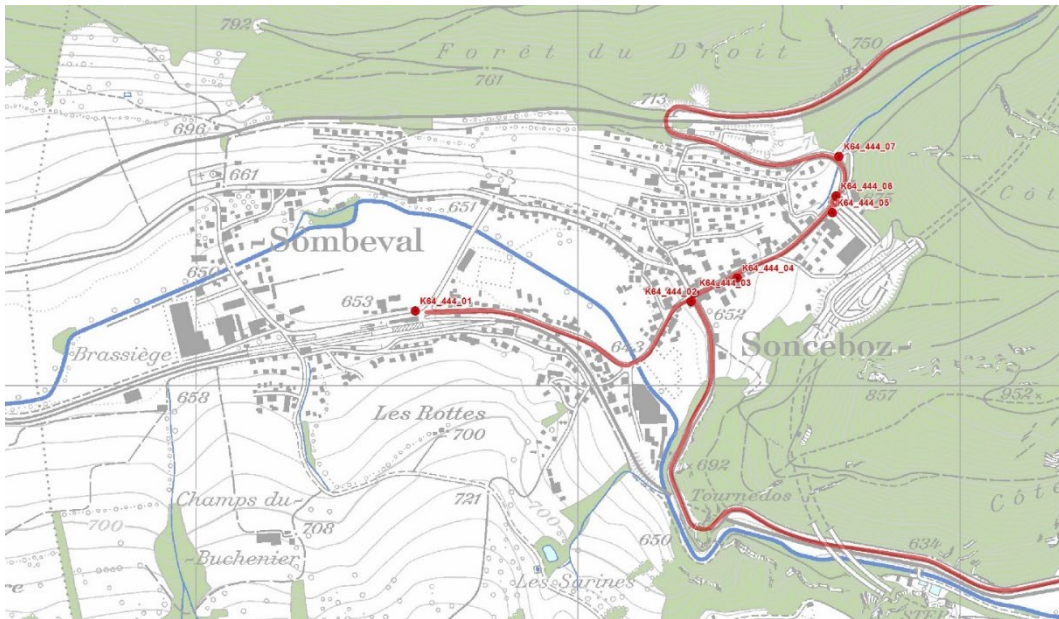 792
Forêt du Droit
750
761
713
696
K64_444_07
661
K64_444_06
K64_444_05
651
Sombeval
650
K64_444_04
K64_444_03
K64_444_02
653
K64_444_01
652
643
Sonceboz
Brassiège
658
857
952
Les Rottes
700
692
Tournedos
721
Champs du
700
700
708
650
634
Buchenier
Les Sarines
STEP